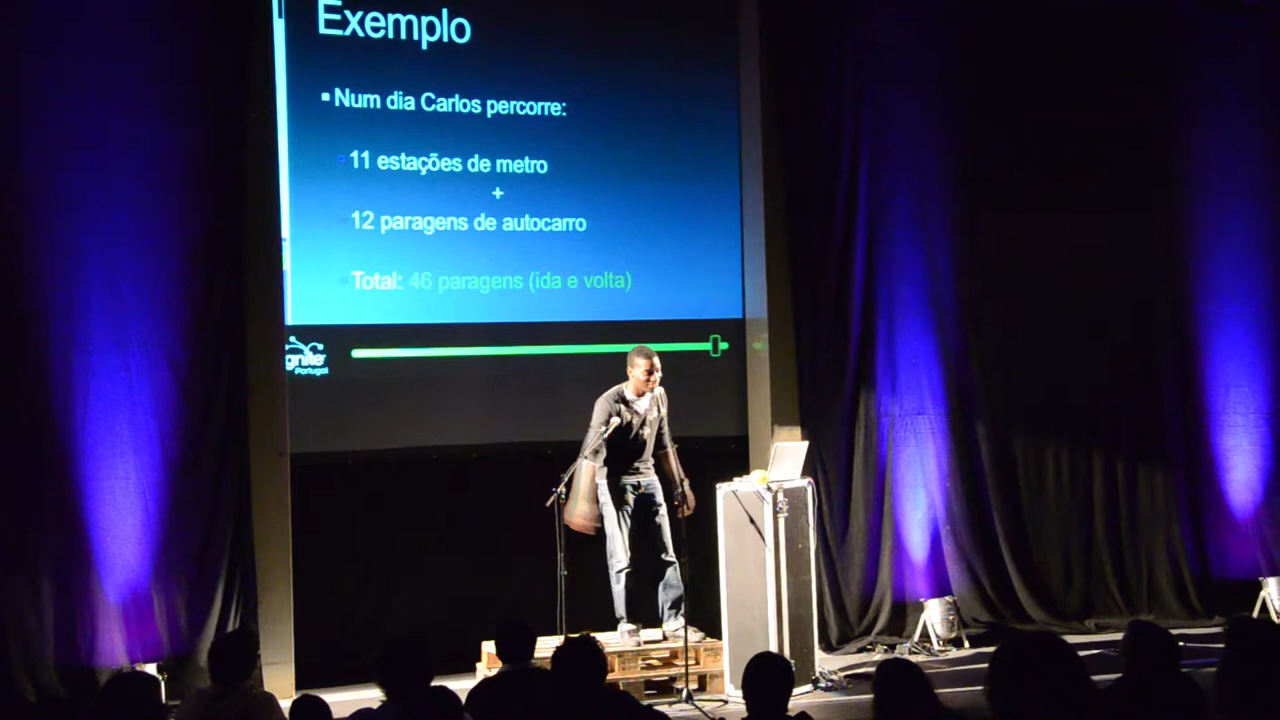 Exemplo
Num dia Carlos percorre:
11 estações de metro
+
12 paragens de autocarro
Total: 46 paragens (ida e volta)
gnite
Portugal